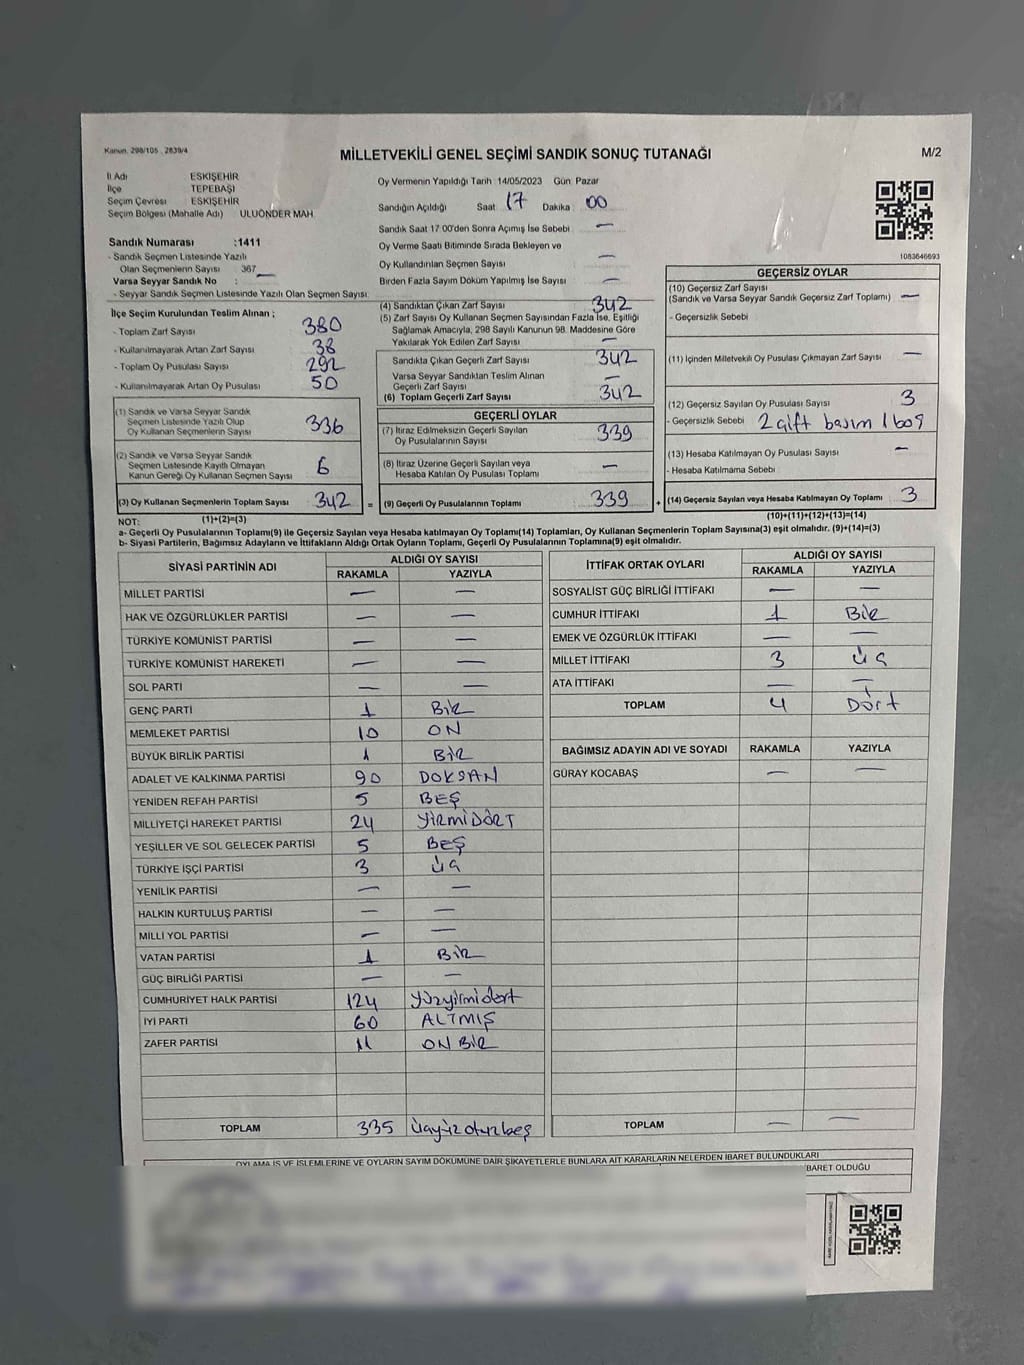 Kanun. 298/105 , 2839/4
MİLLETVEKİLİ GENEL SEÇİMİ SANDIK SONUÇ TUTANAĞI
M/2
İl Adı ESKİŞEHİR
İlçe TEPEBAŞI
Seçim Çevresi ESKİŞEHİR
Seçim Bölgesi (Mahalle Adı) ULUÖNDER MAH.
Sandık Numarası :1411
- Sandık Seçmen Listesinde Yazılı
Olan Seçmenlerin Sayısı 367
Varsa Seyyar Sandık No :
- Seyyar Sandık Seçmen Listesinde Yazılı Olan Seçmen Sayısı
İlçe Seçim Kurulundan Teslim Alınan ;
- Toplam Zarf Sayısı 380
- Kullanılmayarak Artan Zarf Sayısı 38
- Toplam Oy Pusulası Sayısı 292
- Kullanılmayarak Artan Oy Pusulası 50
(1) Sandık ve Varsa Seyyar Sandık
Seçmen Listesinde Yazılı Olup
Oy Kullanan Seçmenlerin Sayısı 336
(2) Sandık ve Varsa Seyyar Sandık
Seçmen Listesinde Kayıtlı Olmayan
Kanun Gereği Oy Kullanan Seçmen Sayısı 6
(3) Oy Kullanan Seçmenlerin Toplam Sayısı 342 =
(1)+(2)=(3)
Oy Vermenin Yapıldığı Tarih 14/05/2023 Gün: Pazar
Sandığın Açıldığı Saat 17 Dakika : 00
Sandık Saat 17.00'den Sonra Açımış İse Sebebi —
Oy Verme Saati Bitiminde Sırada Bekleyen ve
Oy Kullandırılan Seçmen Sayısı —
Birden Fazla Sayım Döküm Yapılmış İse Sayısı —
(4) Sandıktan Çıkan Zarf Sayısı 342
(5) Zarf Sayısı Oy Kullanan Seçmen Sayısından Fazla İse, Eşitliği
Sağlamak Amacıyla, 298 Sayılı Kanunun 98. Maddesine Göre
Yakılarak Yok Edilen Zarf Sayısı —
Sandıkta Çıkan Geçerli Zarf Sayısı 342
Varsa Seyyar Sandıktan Teslim Alınan
Geçerli Zarf Sayısı —
(6) Toplam Geçerli Zarf Sayısı 342
GEÇERLİ OYLAR
(7) İtiraz Edilmeksizin Geçerli Sayılan
Oy Pusulalarının Sayısı 339
(8) İtiraz Üzerine Geçerli Sayılan veya
Hesaba Katılan Oy Pusulası Toplamı —
(9) Geçerli Oy Pusulalarının Toplamı 339 +
1083646693
GEÇERSİZ OYLAR
(10) Geçersiz Zarf Sayısı
(Sandık ve Varsa Seyyar Sandık Geçersiz Zarf Toplamı) —
- Geçersizlik Sebebi
(11) İçinden Milletvekili Oy Pusulası Çıkmayan Zarf Sayısı —
(12) Geçersiz Sayılan Oy Pusulası Sayısı 3
- Geçersizlik Sebebi 2 çift basım 1 boş
(13) Hesaba Katılmayan Oy Pusulası Sayısı —
- Hesaba Katılmama Sebebi
(14) Geçersiz Sayılan veya Hesaba Katılmayan Oy Toplamı 3
(10)+(11)+(12)+(13)=(14)
NOT:
a- Geçerli Oy Pusulalarının Toplamı(9) ile Geçersiz Sayılan veya Hesaba katılmayan Oy Toplamı(14) Toplamları, Oy Kullanan Seçmenlerin Toplam Sayısına(3) eşit olmalıdır. (9)+(14)=(3)
b- Siyasi Partilerin, Bağımsız Adayların ve İttifakların Aldığı Ortak Oyların Toplamı, Geçerli Oy Pusulalarının Toplamına(9) eşit olmalıdır.
SİYASİ PARTİNİN ADI ALDIĞI OY SAYISI
RAKAMLA YAZIYLA
MİLLET PARTİSİ — —
HAK VE ÖZGÜRLÜKLER PARTİSİ — —
TÜRKİYE KOMÜNİST PARTİSİ — —
TÜRKİYE KOMÜNİST HAREKETİ — —
SOL PARTİ — —
GENÇ PARTİ 1 BİR
MEMLEKET PARTİSİ 10 ON
BÜYÜK BİRLİK PARTİSİ 1 BİR
ADALET VE KALKINMA PARTİSİ 90 DOKSAN
YENİDEN REFAH PARTİSİ 5 BEŞ
MİLLİYETÇİ HAREKET PARTİSİ 24 YİRMİDÖRT
YEŞİLLER VE SOL GELECEK PARTİSİ 5 BEŞ
TÜRKİYE İŞÇİ PARTİSİ 3 Üç
YENİLİK PARTİSİ — —
HALKIN KURTULUŞ PARTİSİ — —
MİLLİ YOL PARTİSİ — —
VATAN PARTİSİ 1 BİR
GÜÇ BİRLİĞİ PARTİSİ — —
CUMHURİYET HALK PARTİSİ 124 yüzyirmidört
İYİ PARTİ 60 ALTMIŞ
ZAFER PARTİSİ 11 ON BİR
TOPLAM 335 üçyüzotuzbeş
İTTİFAK ORTAK OYLARI ALDIĞI OY SAYISI
RAKAMLA YAZIYLA
SOSYALİST GÜÇ BİRLİĞİ İTTİFAKI — —
CUMHUR İTTİFAKI 1 BİR
EMEK VE ÖZGÜRLÜK İTTİFAKI — —
MİLLET İTTİFAKI 3 üç
ATA İTTİFAKI — —
TOPLAM 4 Dört
BAĞIMSIZ ADAYIN ADI VE SOYADI RAKAMLA YAZIYLA
GÜRAY KOCABAŞ — —
TOPLAM — —
OYLAMA İŞ VE İŞLEMLERİNE VE OYLARIN SAYIM DÖKÜMÜNE DAİR ŞİKAYETLERLE BUNLARA AİT KARARLARIN NELERDEN İBARET BULUNDUKLARI
İBARET OLDUĞU